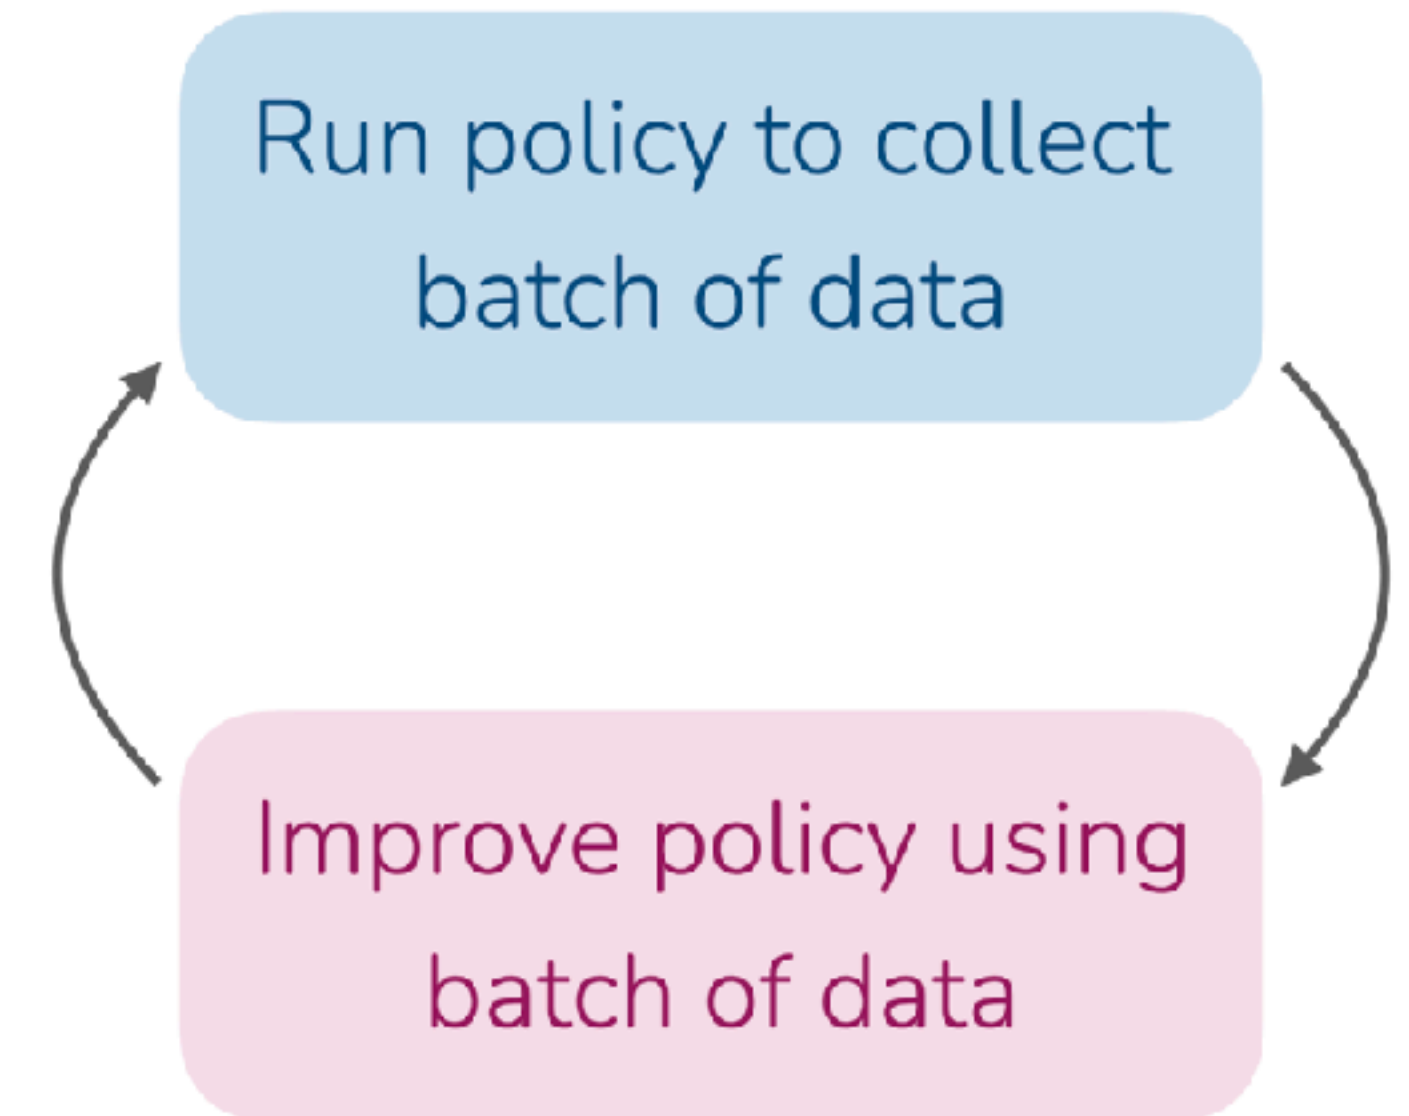 Run policy to collect
batch of data
Improve policy using
batch of data